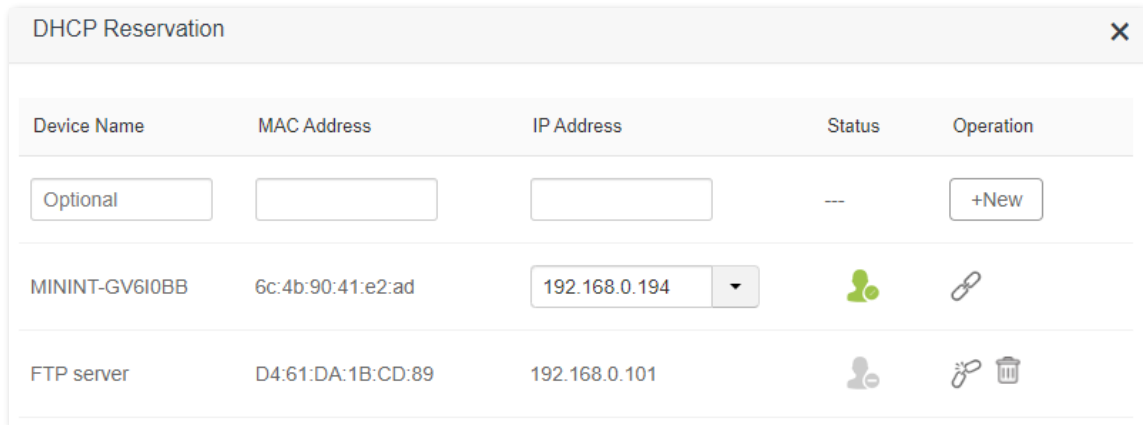 DHCP Reservation
Device Name MAC Address IP Address Status Operation
Optional --- +New
MININT-GV6I0BB 6c:4b:90:41:e2:ad 192.168.0.194
FTP server D4:61:DA:1B:CD:89 192.168.0.101